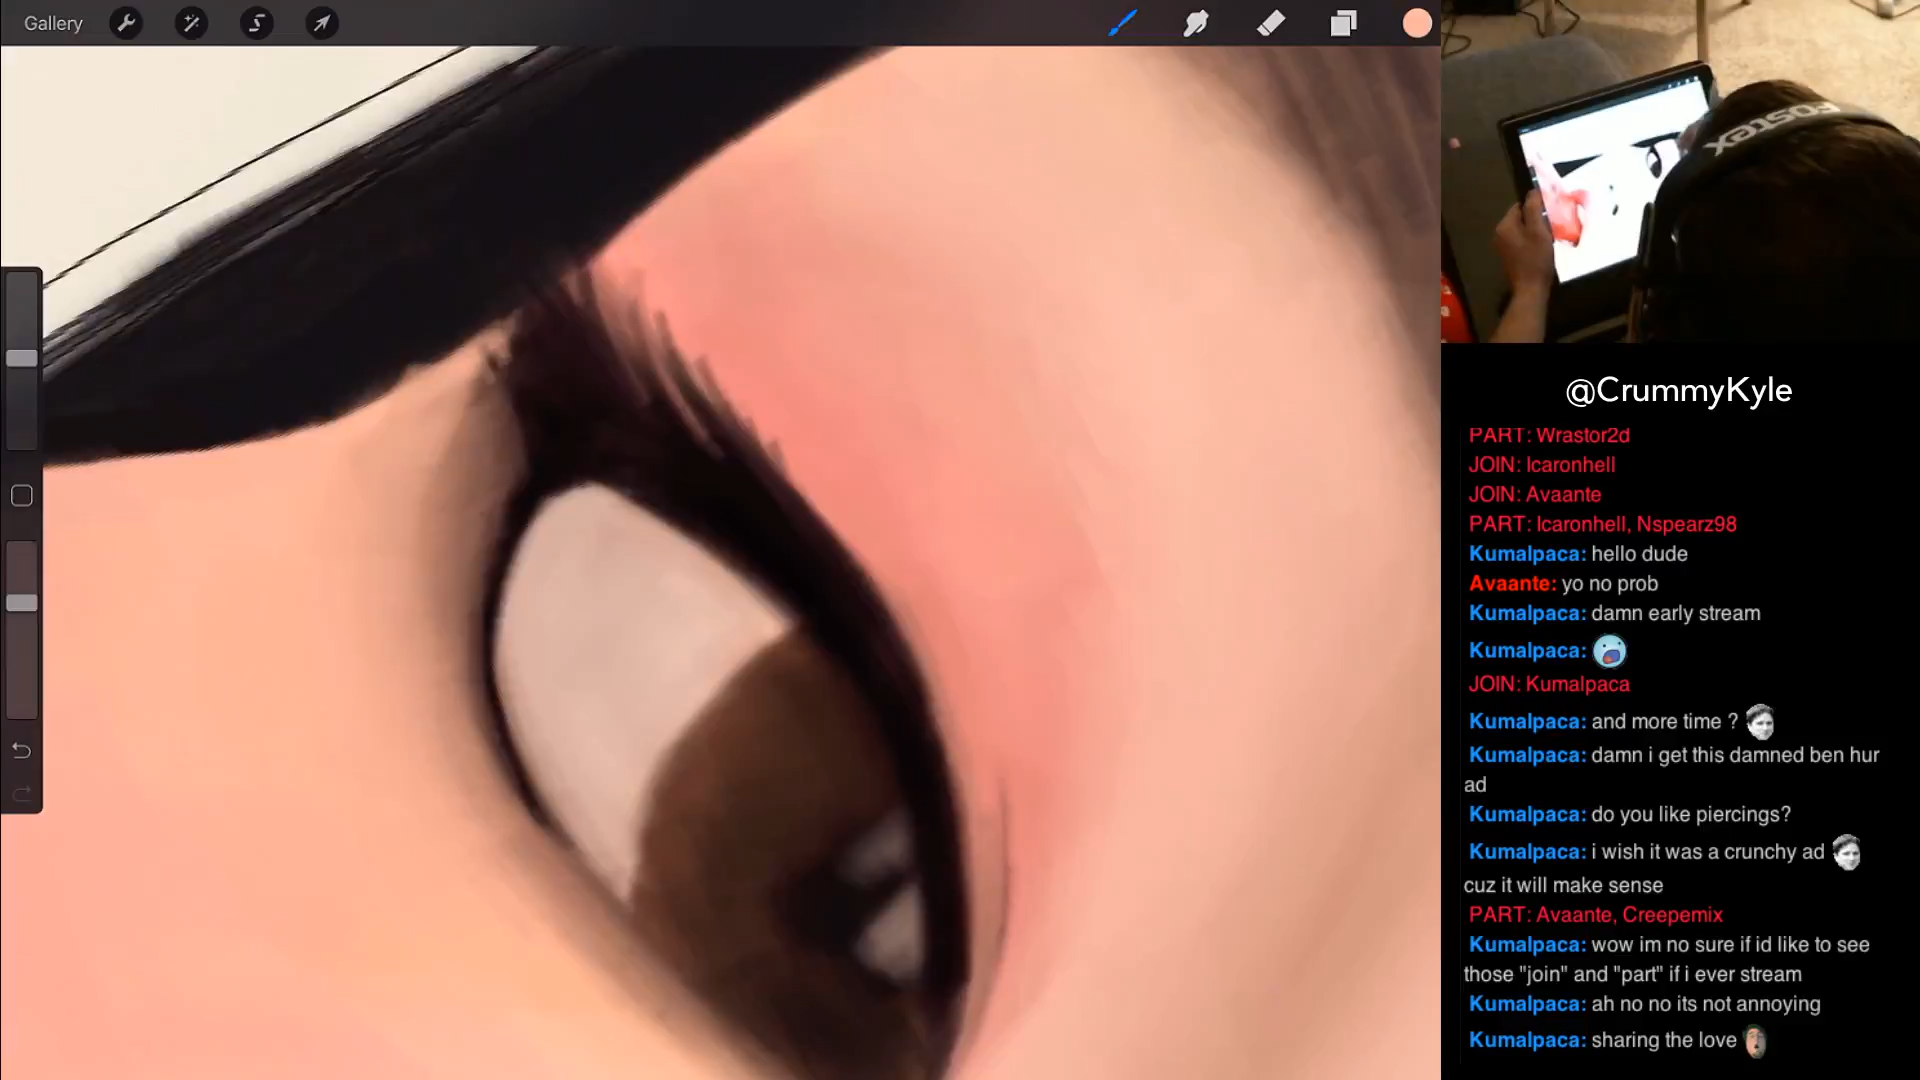 Gallery
Fostex
@CrummyKyle
PART: Wrastor2d
JOIN: Icaronhell
JOIN: Avaante
PART: Icaronhell, Nspearz98
Kumalpaca: hello dude
Avaante: yo no prob
Kumalpaca: damn early stream
Kumalpaca:
JOIN: Kumalpaca
Kumalpaca: and more time ?
Kumalpaca: damn i get this damned ben hur
ad
Kumalpaca: do you like piercings?
Kumalpaca: i wish it was a crunchy ad
cuz it will make sense
PART: Avaante, Creepemix
Kumalpaca: wow im no sure if id like to see
those "join" and "part" if i ever stream
Kumalpaca: ah no no its not annoying
Kumalpaca: sharing the love